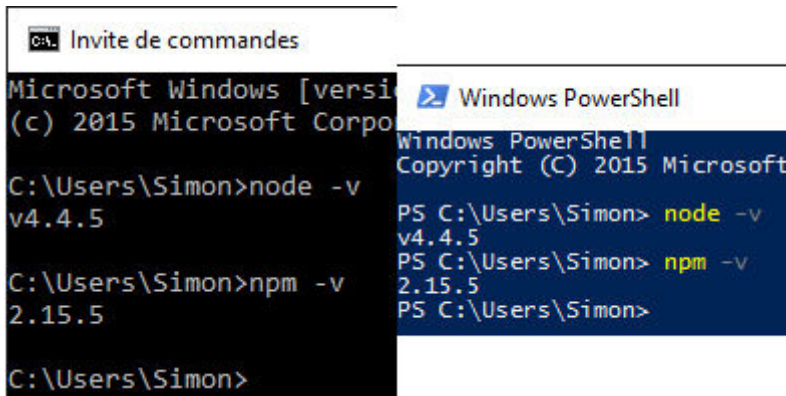 Invite de commandes
Microsoft Windows [versi
(c) 2015 Microsoft Corpo
C:\Users\Simon>node -v
v4.4.5
C:\Users\Simon>npm -v
2.15.5
C:\Users\Simon>
Windows PowerShell
Windows PowerShell
Copyright (C) 2015 Microsoft
PS C:\Users\Simon> node -v
v4.4.5
PS C:\Users\Simon> npm -v
2.15.5
PS C:\Users\Simon>